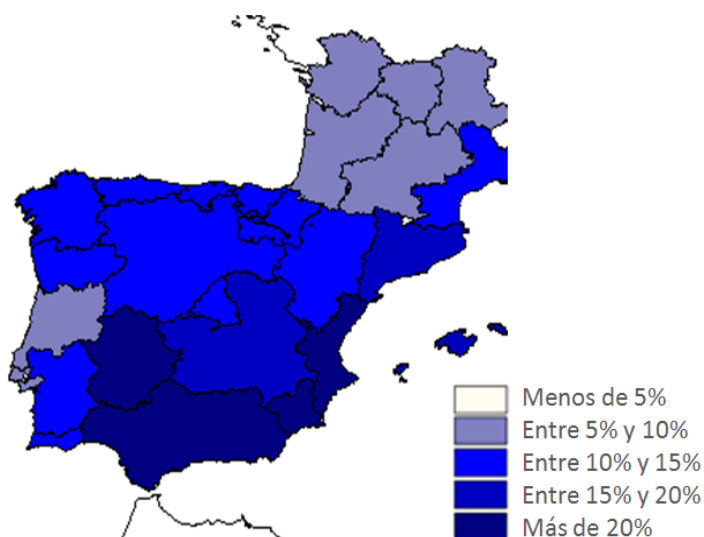 Menos de 5%
Entre 5% y 10%
Entre 10% y 15%
Entre 15% y 20%
Más de 20%